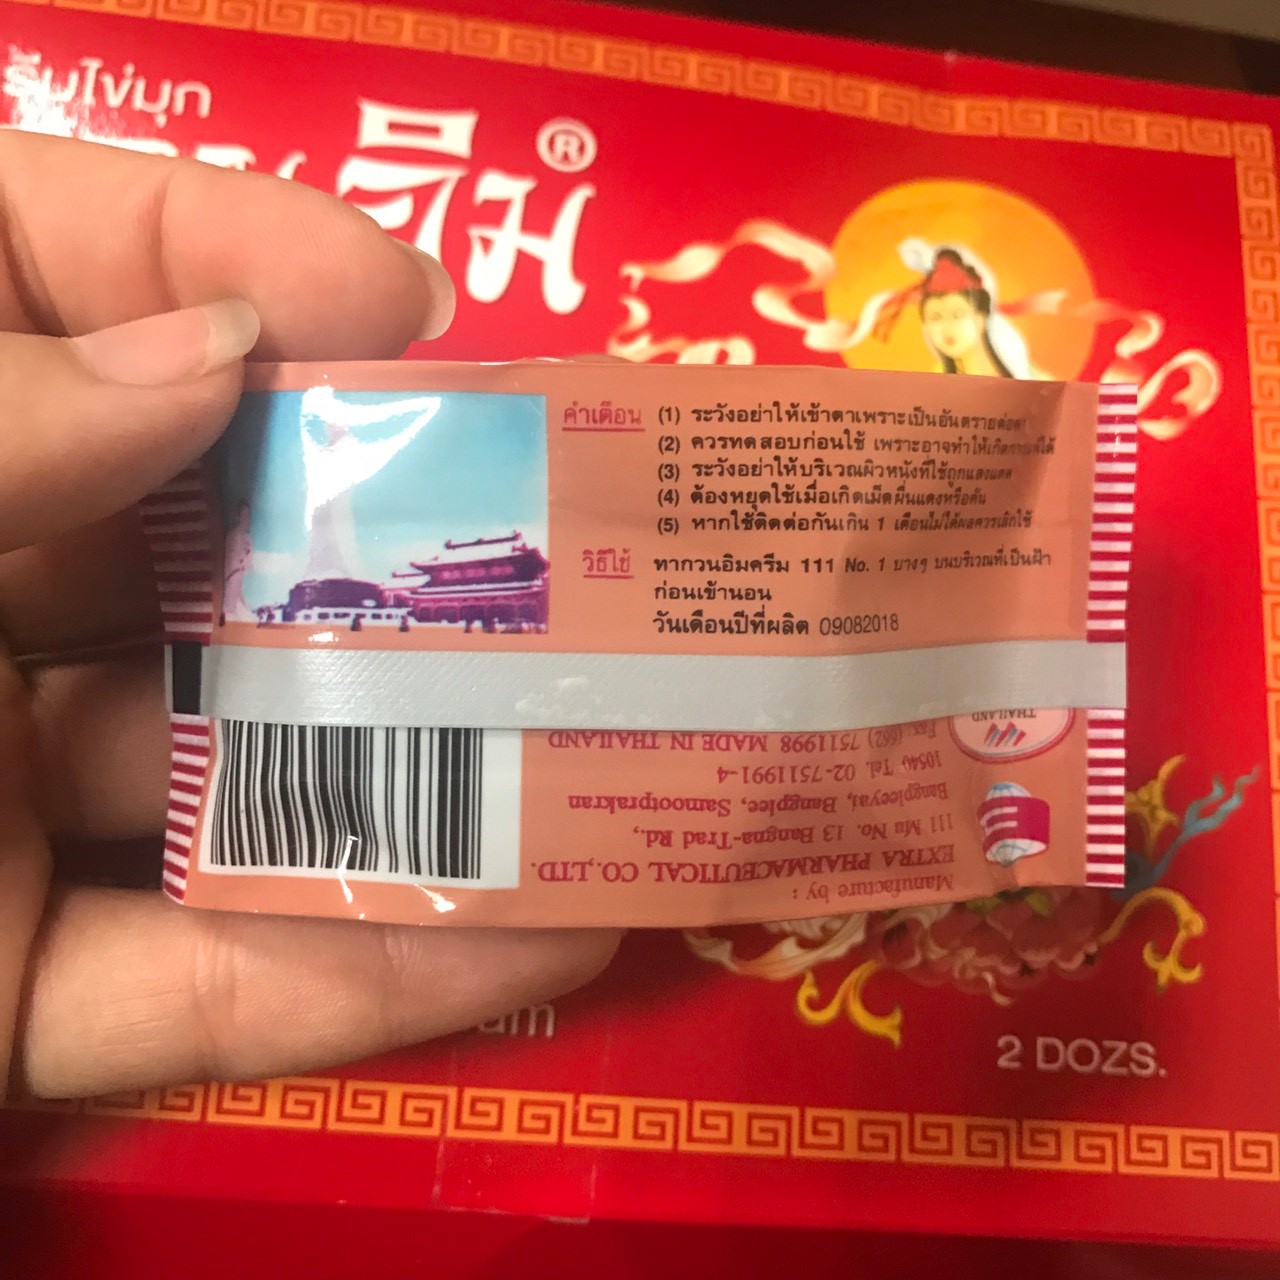 ไข่มุก
®
คำเตือน (1) ระวังอย่าให้เข้าตาเพราะเป็นอันตรายต่อตา
(2) ควรทดสอบก่อนใช้ เพราะอาจทำให้เกิดการแพ้ได้
(3) ระวังอย่าให้บริเวณผิวหนังที่ใช้ถูกแสงแดด
(4) ต้องหยุดใช้เมื่อเกิดเม็ดผื่นแดงหรือคัน
(5) หากใช้ติดต่อกันเกิน 1 เดือนไม่ได้ผลควรเลิกใช้
วิธีใช้ ทากวนอิมครีม 111 No. 1 บางๆ บนบริเวณที่เป็นฝ้า
ก่อนเข้านอน
วันเดือนปีที่ผลิต 09082018
Manufacture by :
EXTRA PHARMACEUTICAL CO.,LTD.
111 Mu No. 13 Bangna-Trad Rd.,
Bangpleeyai, Bangplee, Samootprakran
10540 Tel. 02-7511991-4
Fax. (662) 7511998 MADE IN THAILAND
THAILAND
2 DOZS.